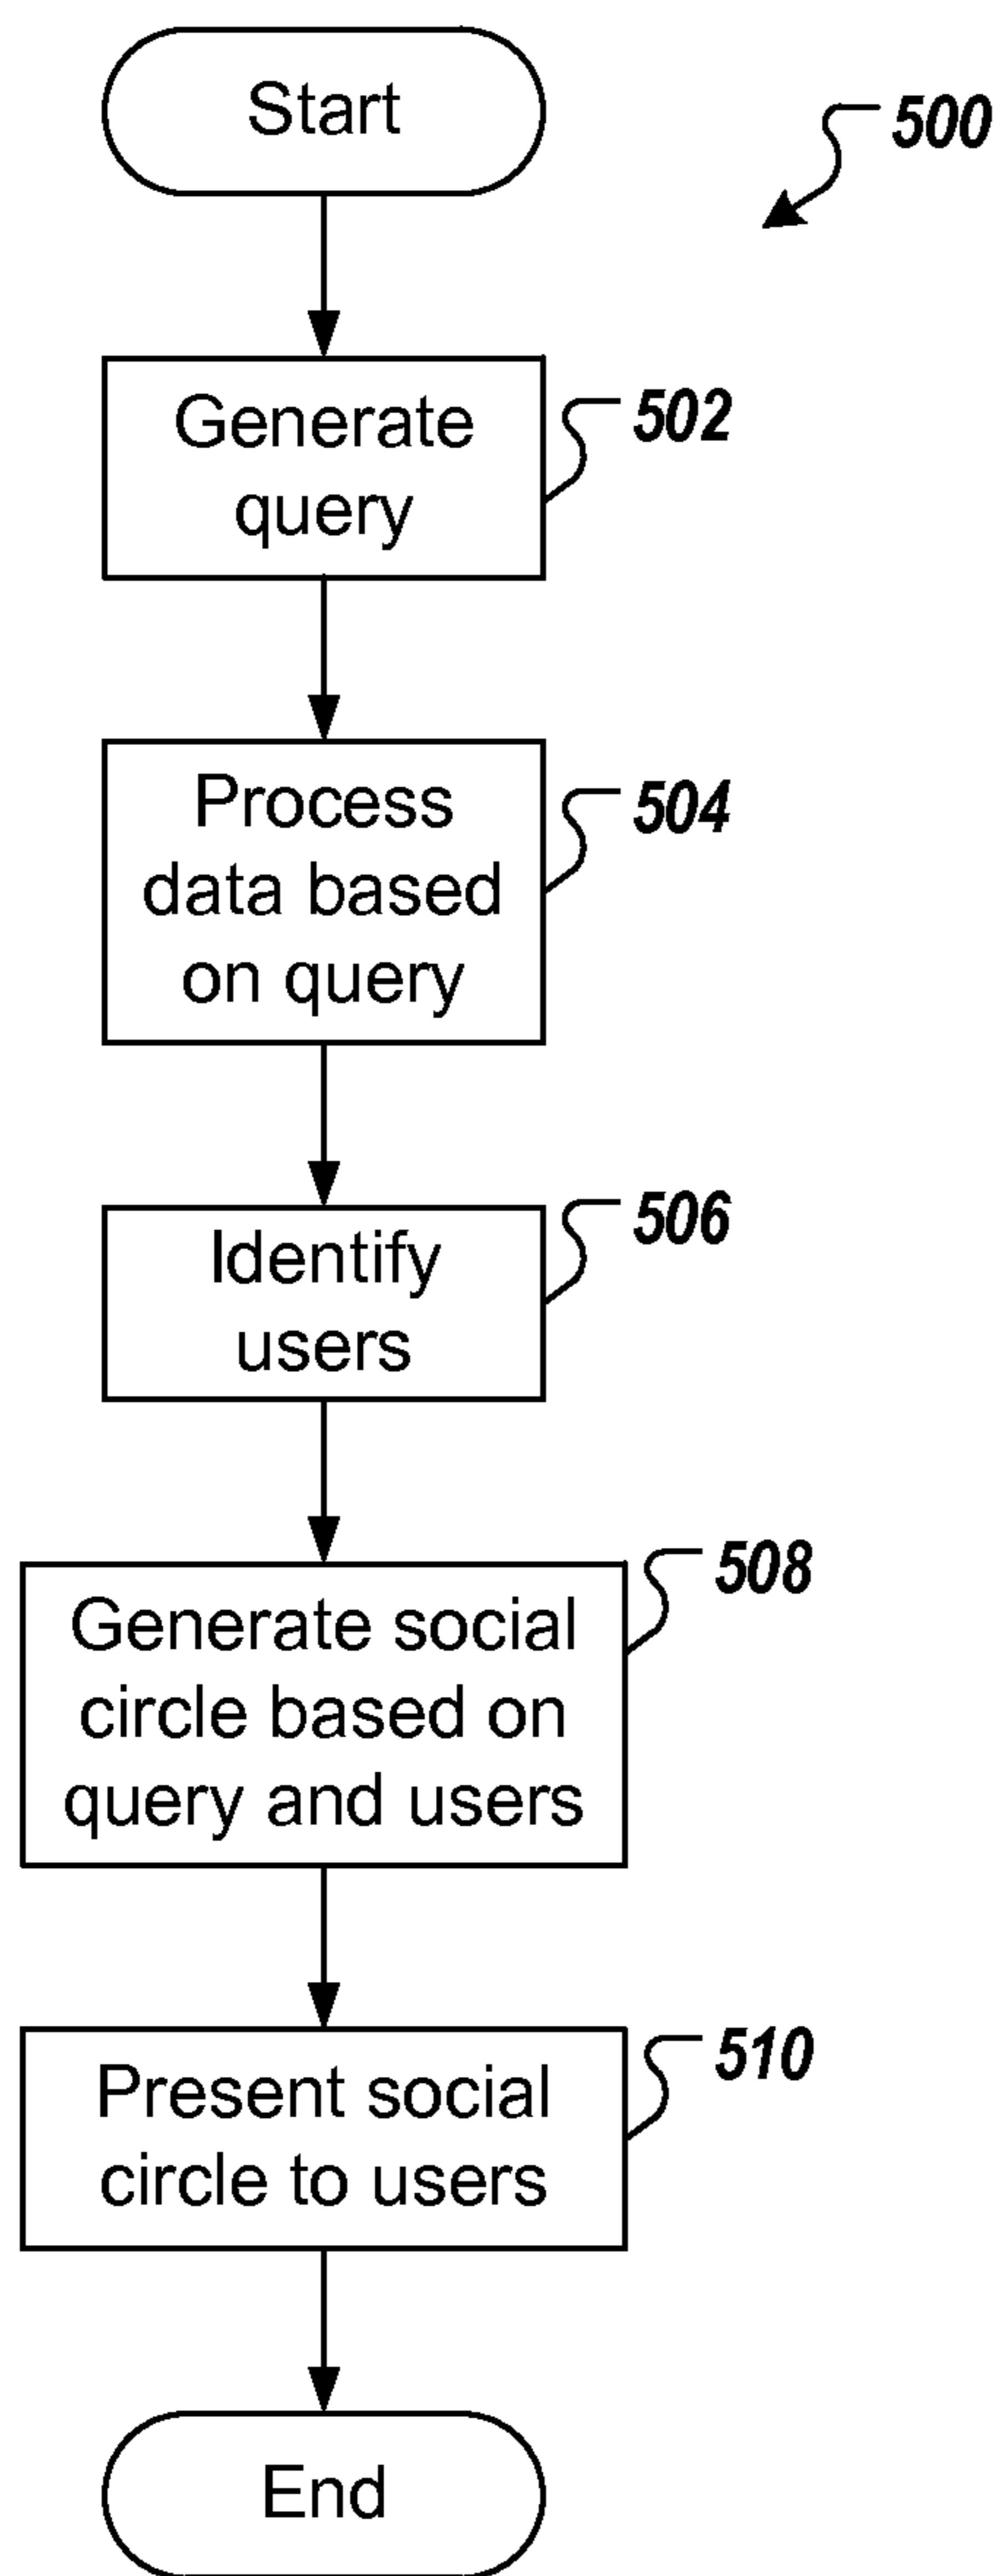 Start
500
Generate
query
502
Process
data based
on query
504
Identify
users
506
Generate social
circle based on
query and users
508
Present social
circle to users
510
End